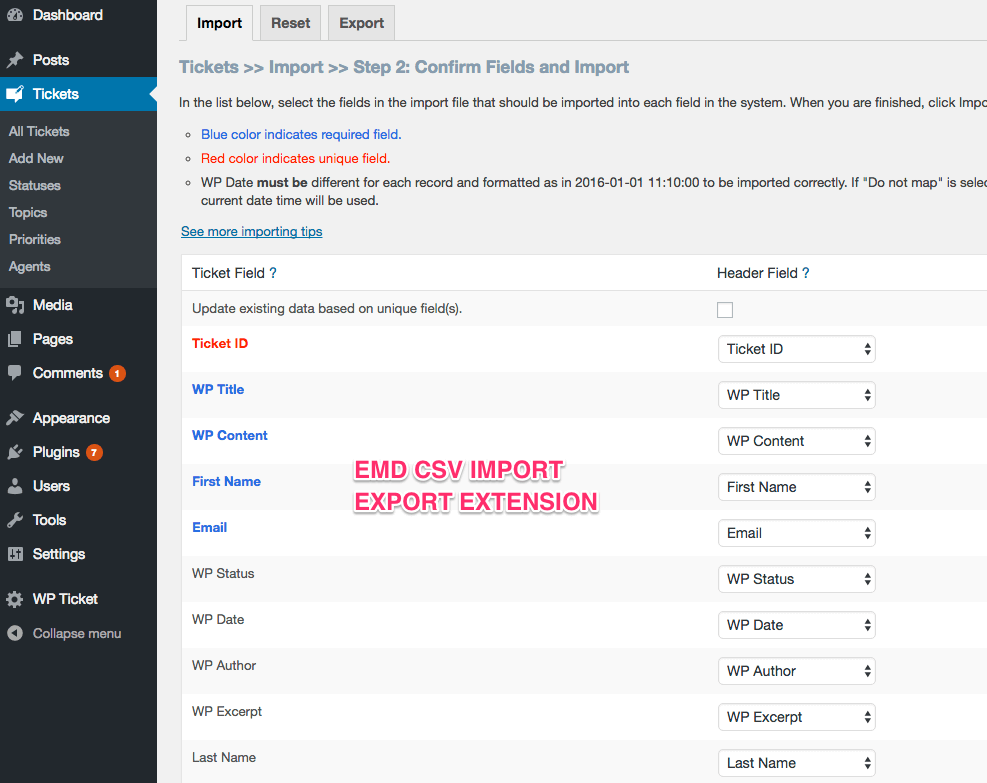 Dashboard
Posts
Tickets
All Tickets
Add New
Statuses
Topics
Priorities
Agents
Media
Pages
Comments 1
Appearance
Plugins 7
Users
Tools
Settings
WP Ticket
Collapse menu
Import Reset Export
Tickets >> Import >> Step 2: Confirm Fields and Import
In the list below, select the fields in the import file that should be imported into each field in the system. When you are finished, click Impo
Blue color indicates required field.
Red color indicates unique field.
WP Date must be different for each record and formatted as in 2016-01-01 11:10:00 to be imported correctly. If "Do not map" is selec
current date time will be used.
See more importing tips
Ticket Field ? Header Field ?
Update existing data based on unique field(s).
Ticket ID Ticket ID
WP Title WP Title
WP Content WP Content
EMD CSV IMPORT
EXPORT EXTENSION
First Name First Name
Email Email
WP Status WP Status
WP Date WP Date
WP Author WP Author
WP Excerpt WP Excerpt
Last Name Last Name